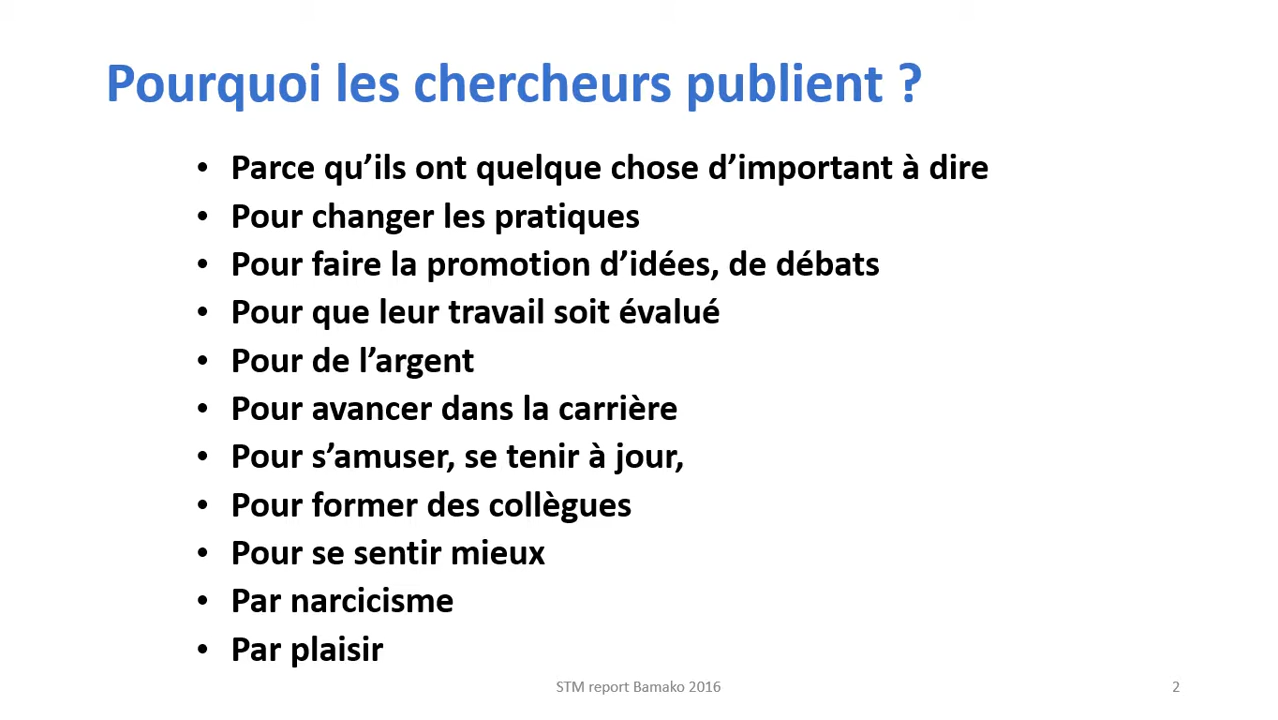 Pourquoi les chercheurs publient ?
• Parce qu’ils ont quelque chose d’important à dire
• Pour changer les pratiques
• Pour faire la promotion d’idées, de débats
• Pour que leur travail soit évalué
• Pour de l’argent
• Pour avancer dans la carrière
• Pour s’amuser, se tenir à jour,
• Pour former des collègues
• Pour se sentir mieux
• Par narcicisme
• Par plaisir
STM report Bamako 2016
2